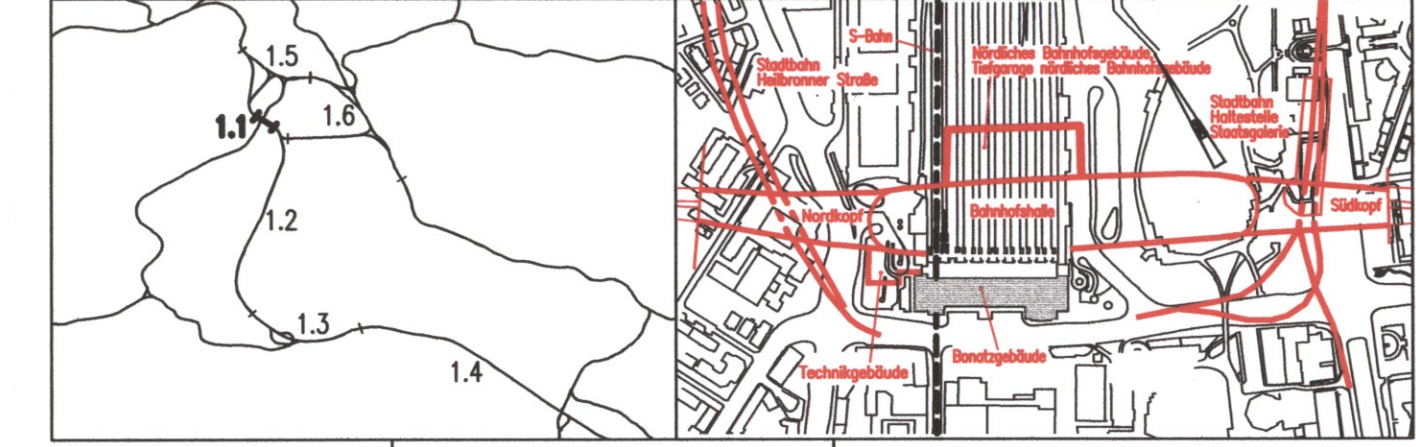 1.5
1.6
1.1
1.2
1.3
1.4
S-Bahn
Nördliches Bahnhofsgebäude,
Tiefgarage nördliches Bahnhofsgebäude
Stadtbahn
Heilbronner Straße
Stadtbahn
Haltestelle
Staatsgalerie
Nordkopf
Bahnhofshalle
Südkopf
Technikgebäude
Bonatzgebäude